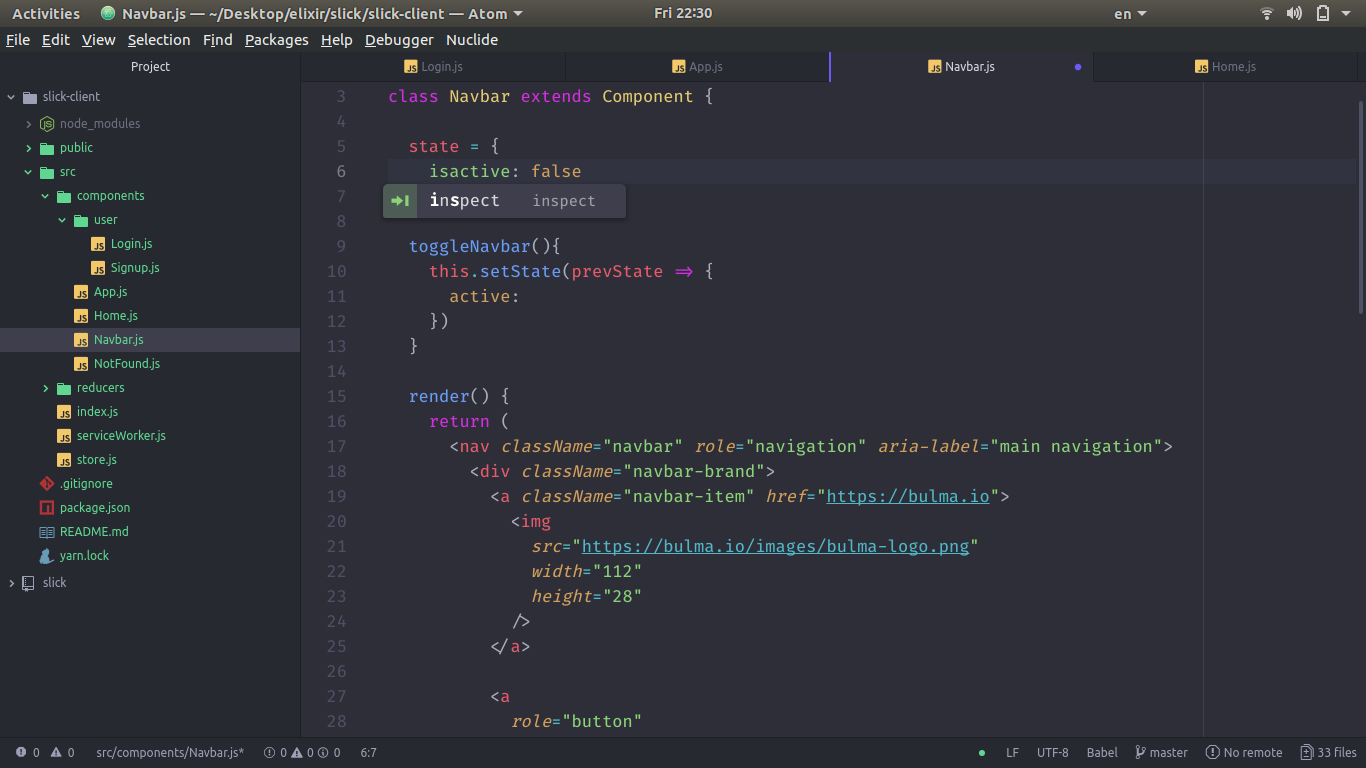 Activities Navbar.js — ~/Desktop/elixir/slick/slick-client — Atom Fri 22:30 en
File Edit View Selection Find Packages Help Debugger Nuclide
Project
slick-client
node_modules
public
src
components
user
Login.js
Signup.js
App.js
Home.js
Navbar.js
NotFound.js
reducers
index.js
serviceWorker.js
store.js
.gitignore
package.json
README.md
yarn.lock
slick
Login.js App.js Navbar.js Home.js
3 class Navbar extends Component {
4
5 state = {
6 isactive: false
7
inspect inspect
8
9 toggleNavbar(){
10 this.setState(prevState => {
11 active:
12 })
13 }
14
15 render() {
16 return (
17 <nav className="navbar" role="navigation" aria-label="main navigation">
18 <div className="navbar-brand">
19 <a className="navbar-item" href="https://bulma.io">
20 <img
21 src="https://bulma.io/images/bulma-logo.png"
22 width="112"
23 height="28"
24 />
25 </a>
26
27 <a
28 role="button"
0 0 src/components/Navbar.js* 0 0 0 6:7 LF UTF-8 Babel master No remote 33 files